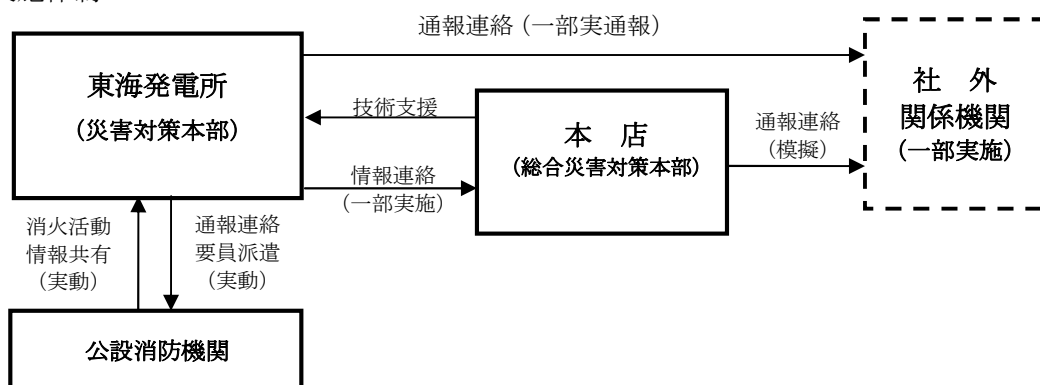 通報連絡（一部実通報）
東海発電所
（災害対策本部）
社　外
関係機関
（一部実施）
技術支援
本　店
（総合災害対策本部）
通報連絡
（模擬）
情報連絡
（一部実施）
消火活動
情報共有
（実動）
通報連絡
要員派遣
（実動）
公設消防機関